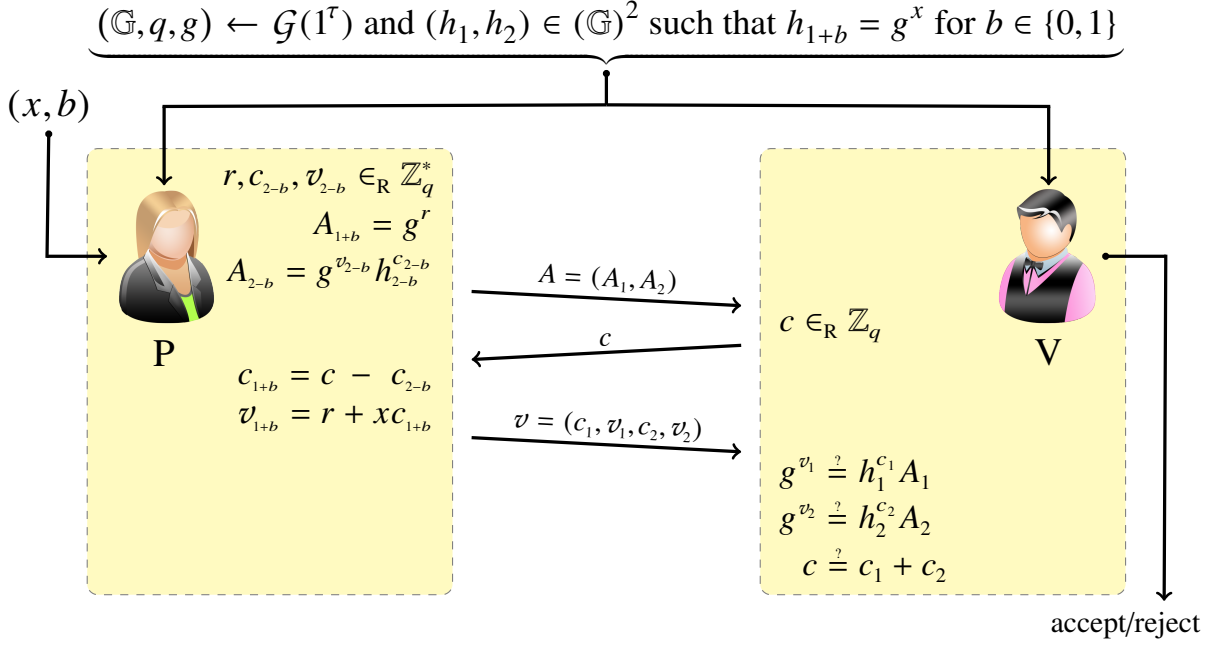 (𝔾, q, g) ← 𝒢(1^τ) and (h_1, h_2) ∈ (𝔾)^2 such that h_{1+b} = g^x for b ∈ {0, 1}
(x, b)
r, c_{2-b}, v_{2-b} ∈_R ℤ_q^*
A_{1+b} = g^r
A_{2-b} = g^{v_{2-b}} h_{2-b}^{c_{2-b}}
P
A = (A_1, A_2)
c ∈_R ℤ_q
V
c
c_{1+b} = c − c_{2-b}
v_{1+b} = r + xc_{1+b}
v = (c_1, v_1, c_2, v_2)
g^{v_1} ≟ h_1^{c_1} A_1
g^{v_2} ≟ h_2^{c_2} A_2
c ≟ c_1 + c_2
accept/reject